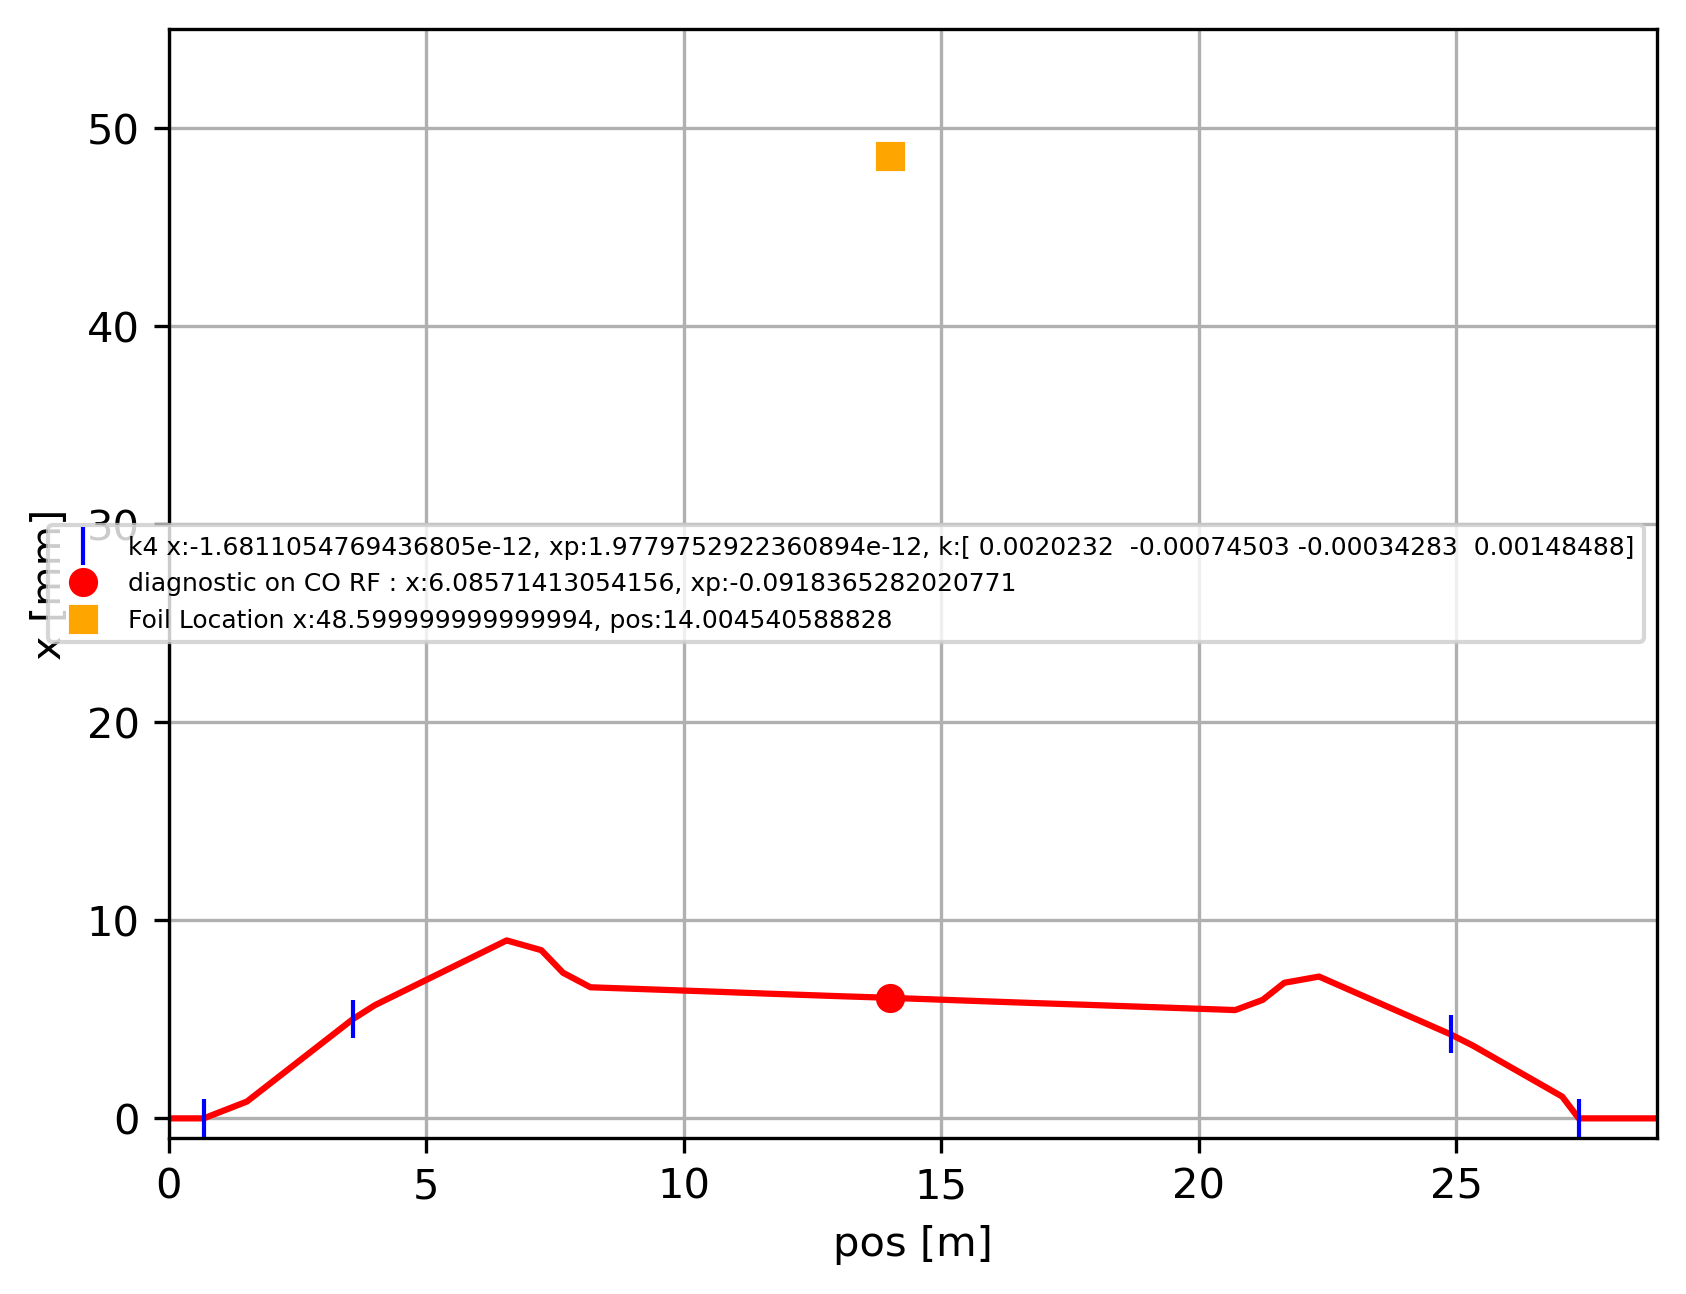 50
40
30
k4 x:-1.6811054769436805e-12, xp:1.9779752922360894e-12, k:[ 0.0020232  -0.00074503 -0.00034283  0.00148488]
diagnostic on CO RF : x:6.08571413054156, xp:-0.0918365282020771
Foil Location x:48.599999999999994, pos:14.004540588828
x [mm]
20
10
0
0 5 10 15 20 25
pos [m]